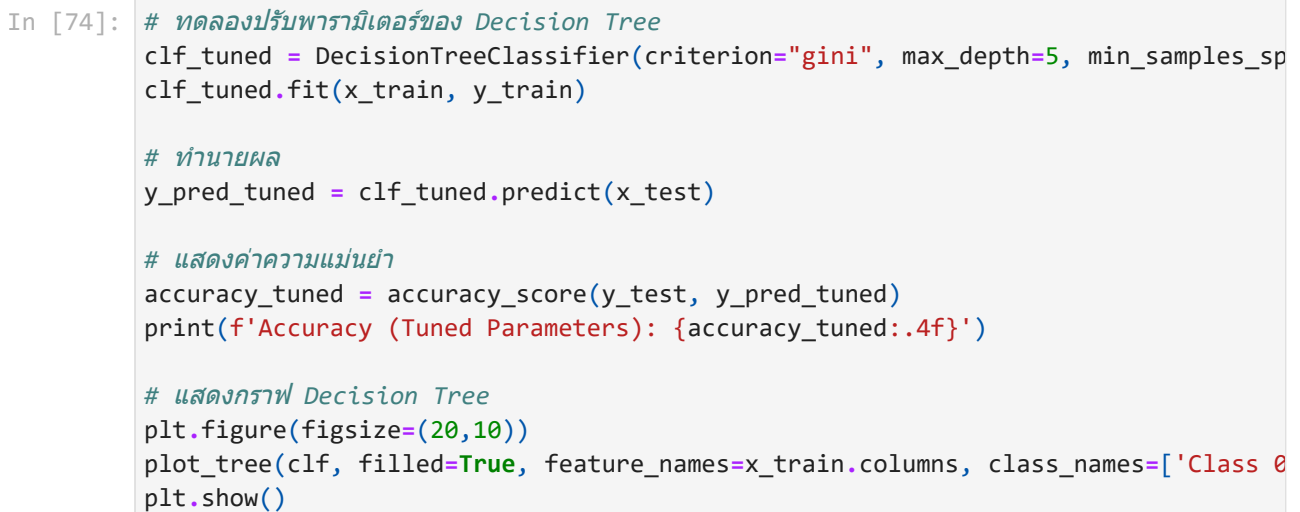 In [74]: # ทดลองปรับพารามิเตอร์ของ Decision Tree
clf_tuned = DecisionTreeClassifier(criterion="gini", max_depth=5, min_samples_sp
clf_tuned.fit(x_train, y_train)
# ทำนายผล
y_pred_tuned = clf_tuned.predict(x_test)
# แสดงค่าความแม่นยำ
accuracy_tuned = accuracy_score(y_test, y_pred_tuned)
print(f'Accuracy (Tuned Parameters): {accuracy_tuned:.4f}')
# แสดงกราฟ Decision Tree
plt.figure(figsize=(20,10))
plot_tree(clf, filled=True, feature_names=x_train.columns, class_names=['Class 0
plt.show()